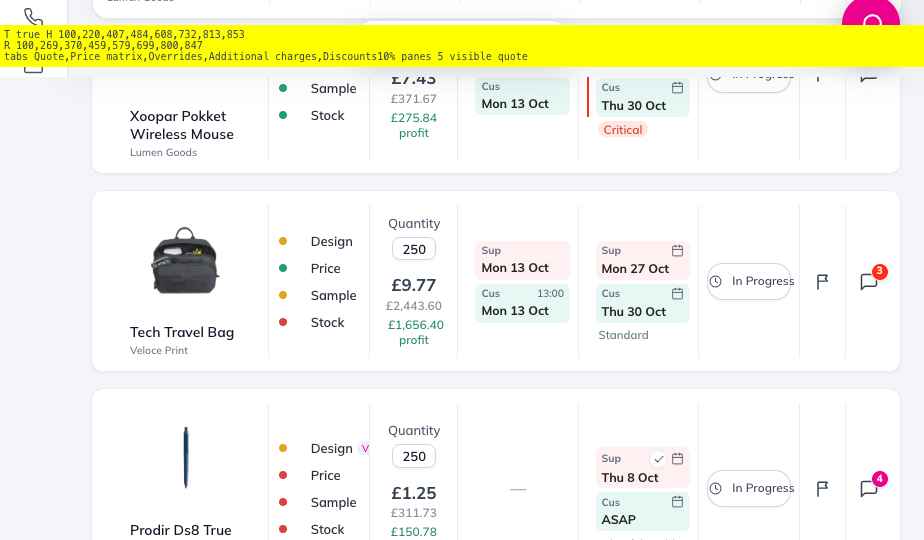 T true H 100,220,407,484,608,732,813,853
R 100,269,370,459,579,699,800,847
tabs Quote,Price matrix,Overrides,Additional charges,Discounts10% panes 5 visible quote
Xoopar Pokket
Wireless Mouse
Lumen Goods
Sample
Stock
£7.43
£371.67
£275.84
profit
Cus
Mon 13 Oct
Cus
Thu 30 Oct
Critical
In Progress
Tech Travel Bag
Veloce Print
Design
Price
Sample
Stock
Quantity
250
£9.77
£2,443.60
£1,656.40
profit
Sup
Mon 13 Oct
Cus 13:00
Mon 13 Oct
Sup
Mon 27 Oct
Cus
Thu 30 Oct
Standard
In Progress
3
Prodir Ds8 True
Design V
Price
Sample
Stock
Quantity
250
£1.25
£311.73
£150.78
—
Sup
Thu 8 Oct
Cus
ASAP
In Progress
4